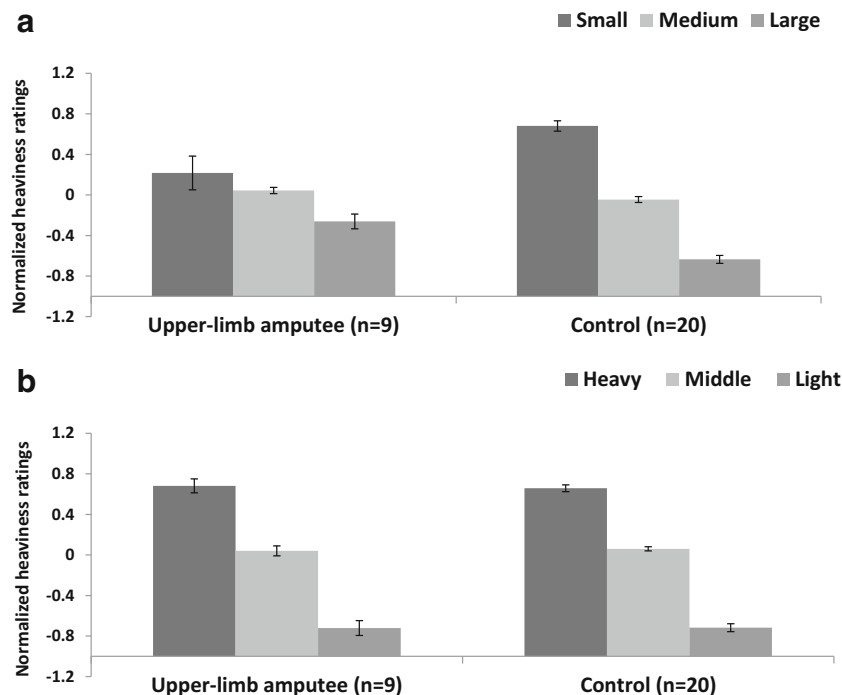 a
Small Medium Large
Normalized heaviness ratings
1.2
0.8
0.4
0
-0.4
-0.8
-1.2
Upper-limb amputee (n=9) Control (n=20)
b
Heavy Middle Light
Normalized heaviness ratings
1.2
0.8
0.4
0
-0.4
-0.8
-1.2
Upper-limb amputee (n=9) Control (n=20)